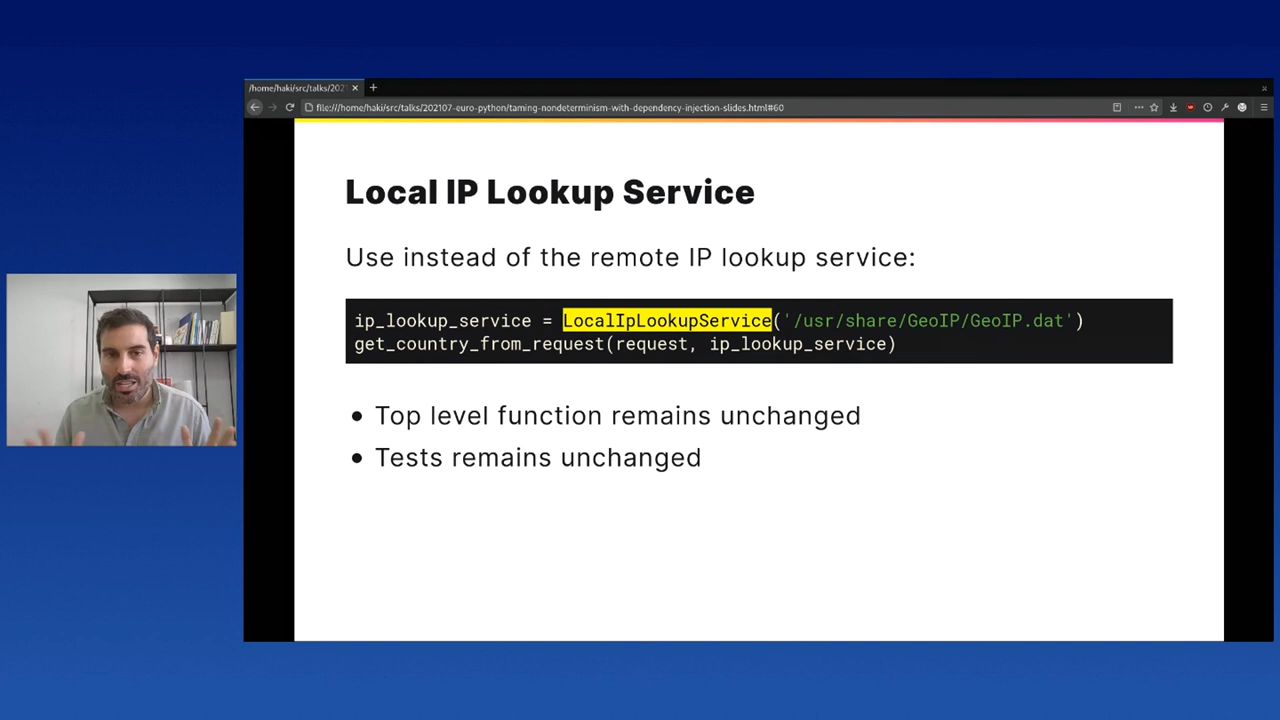 /home/haki/src/talks/202
file:///home/haki/src/talks/202107-euro-python/taming-nondeterminism-with-dependency-injection-slides.html#60
Local IP Lookup Service
Use instead of the remote IP lookup service:
ip_lookup_service = LocalIpLookupService('/usr/share/GeoIP/GeoIP.dat')
get_country_from_request(request, ip_lookup_service)
• Top level function remains unchanged
• Tests remains unchanged